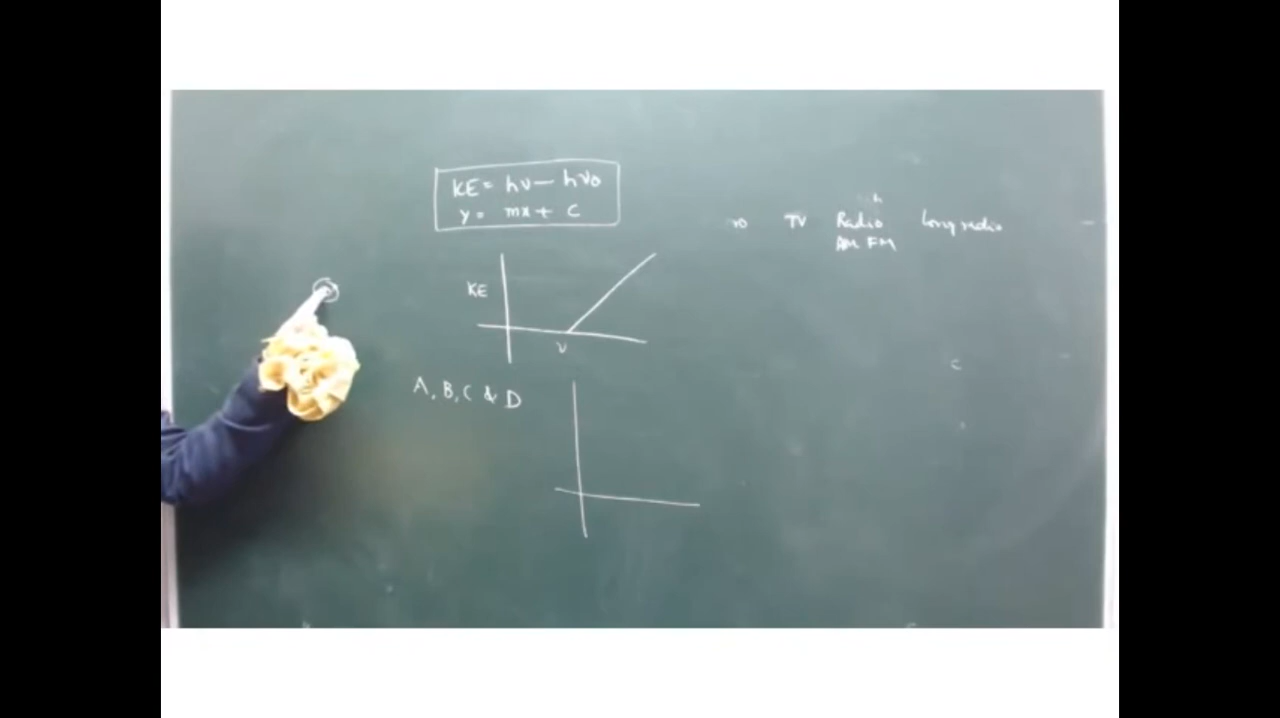 KE = hν – hν₀
y = mx + c
TV Radio Long radio
AM FM
KE
ν
A, B, C & D
c